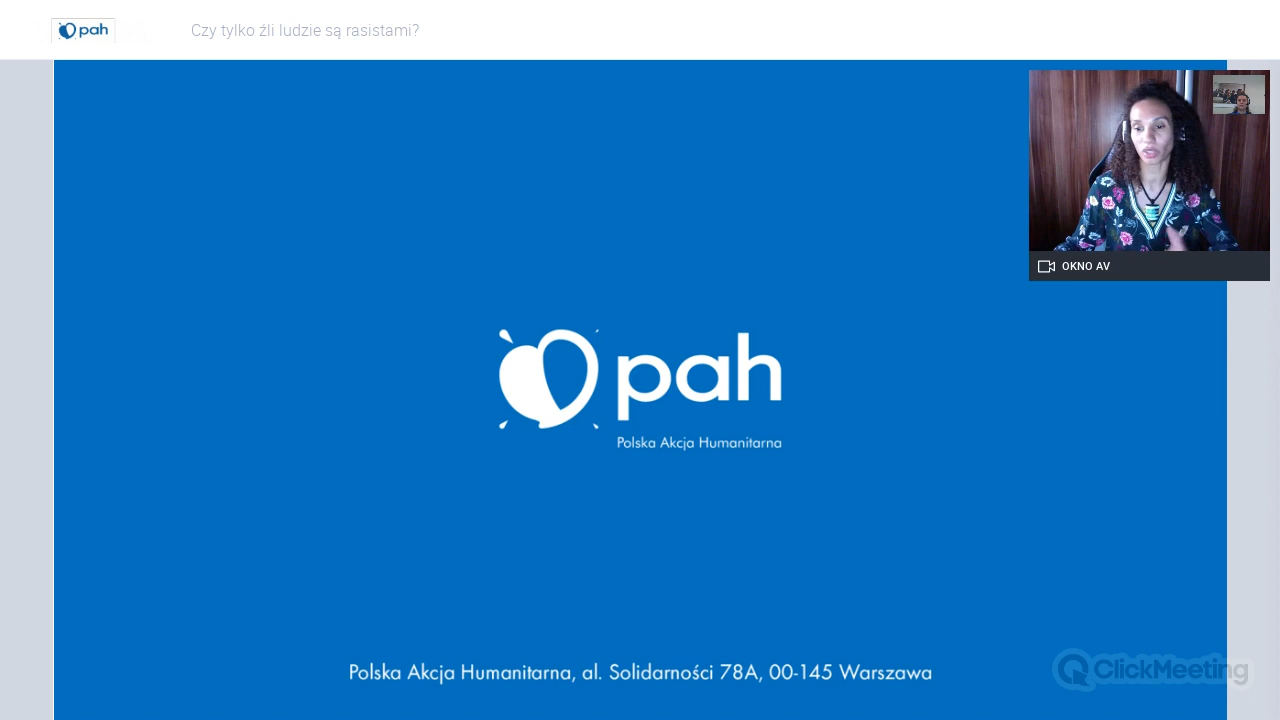 pah
Czy tylko źli ludzie są rasistami?
OKNO AV
pah
Polska Akcja Humanitarna
Polska Akcja Humanitarna, al. Solidarności 78A, 00-145 Warszawa
ClickMeeting